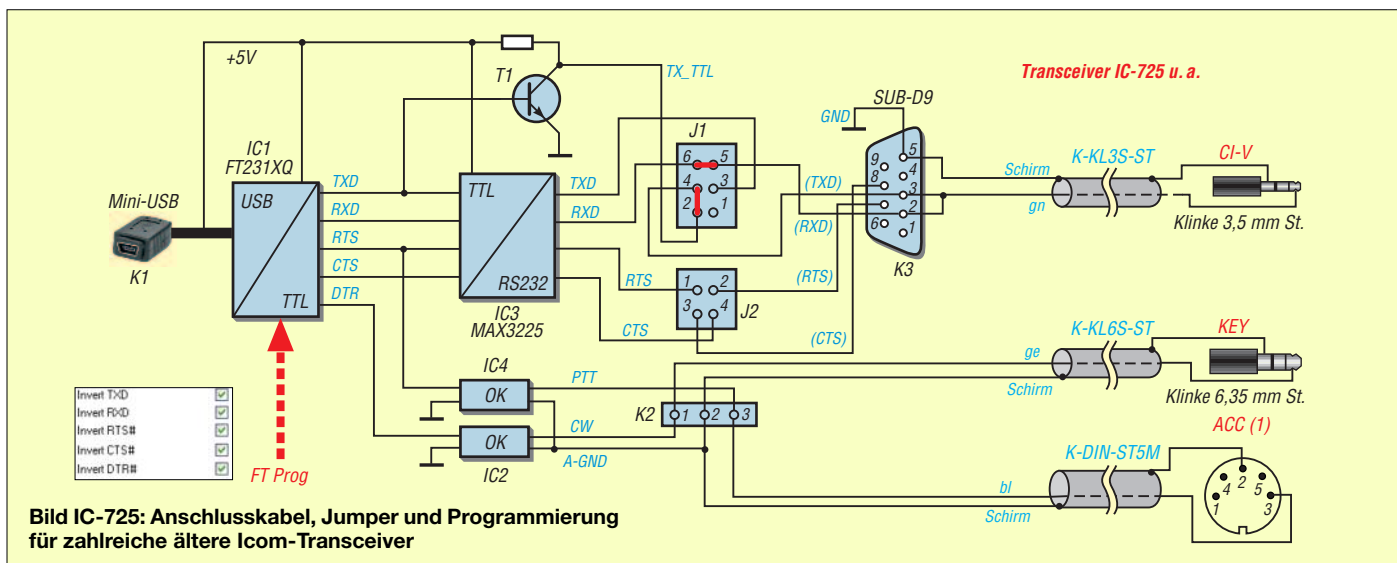 Transceiver IC-725 u. a.
+5V
T1
TX_TTL
SUB-D9
GND
J1
IC1
FT231XQ
USB
TTL
Mini-USB
K1
TXD
RXD
RTS
CTS
DTR
TTL
RS232
IC3
MAX3225
TXD
RXD
RTS
CTS
6 5
4 3
2 1
1 2
3 4
J2
(TXD)
(RXD)
(RTS)
(CTS)
9
8
6
5
4
3
2
1
K3
Schirm
gn
K-KL3S-ST
CI-V
Klinke 3,5 mm St.
K-KL6S-ST
KEY
ge
Schirm
Klinke 6,35 mm St.
ACC (1)
K-DIN-ST5M
bl
Schirm
4 2 5
1 3
IC4
OK
PTT
K2 1 2 3
CW
OK
IC2
A-GND
Invert TXD
Invert RXD
Invert RTS#
Invert CTS#
Invert DTR#
FT Prog
Bild IC-725: Anschlusskabel, Jumper und Programmierung
für zahlreiche ältere Icom-Transceiver